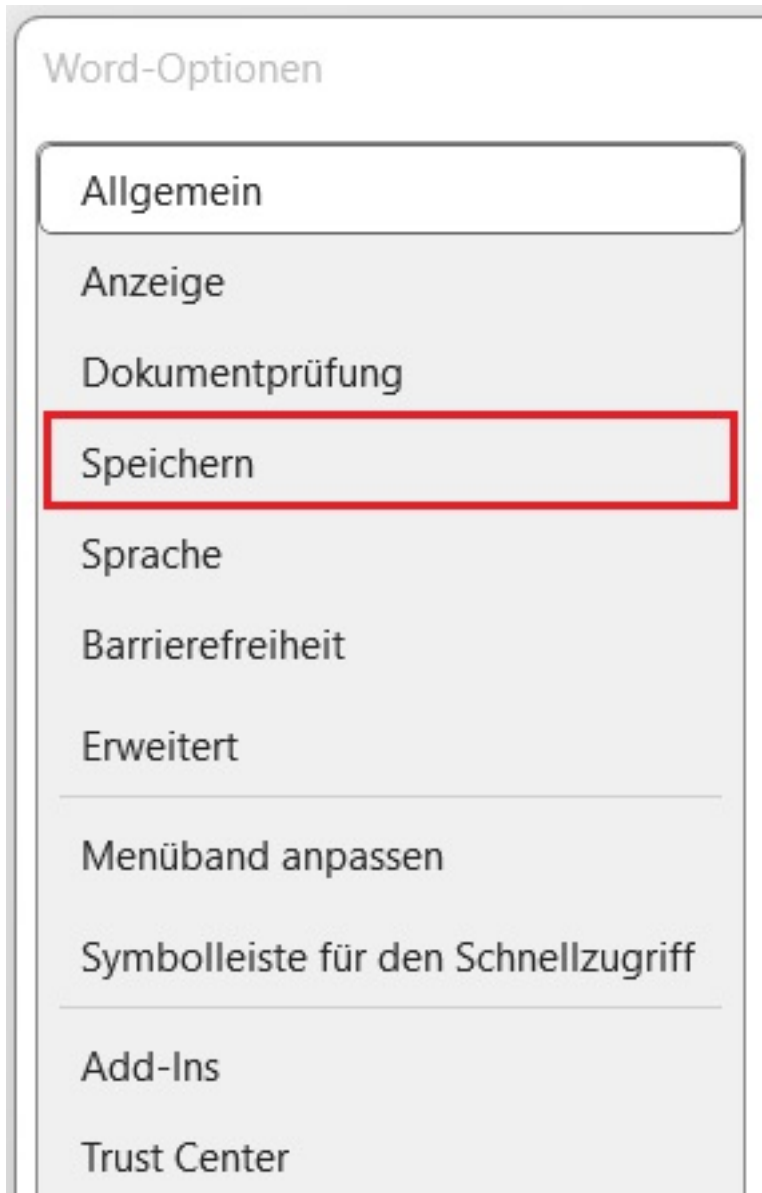 Word-Optionen
Allgemein
Anzeige
Dokumentprüfung
Speichern
Sprache
Barrierefreiheit
Erweitert
Menüband anpassen
Symbolleiste für den Schnellzugriff
Add-Ins
Trust Center